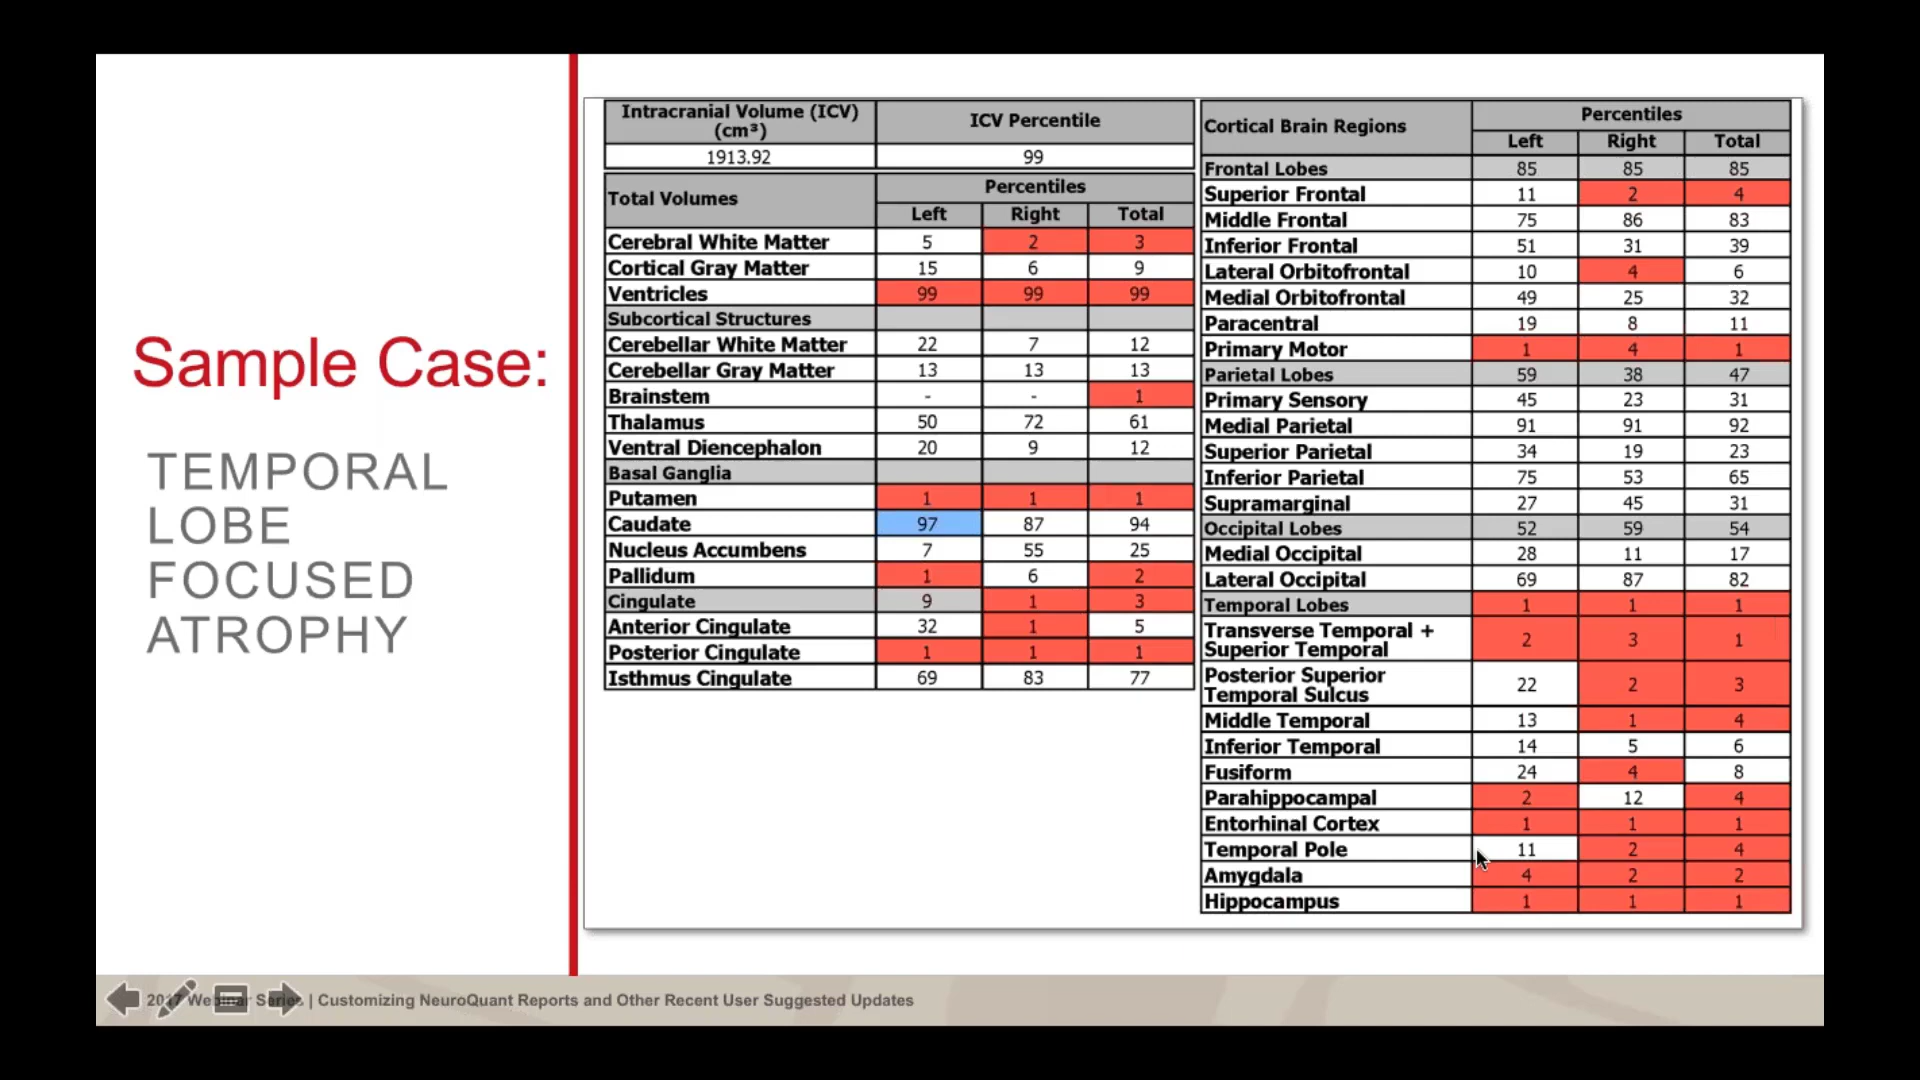 Sample Case:
TEMPORAL
LOBE
FOCUSED
ATROPHY
Intracranial Volume (ICV)
(cm³)
ICV Percentile
1913.92 99
Total Volumes
Percentiles
Left Right Total
Cerebral White Matter 5 2 3
Cortical Gray Matter 15 6 9
Ventricles 99 99 99
Subcortical Structures
Cerebellar White Matter 22 7 12
Cerebellar Gray Matter 13 13 13
Brainstem - - 1
Thalamus 50 72 61
Ventral Diencephalon 20 9 12
Basal Ganglia
Putamen 1 1 1
Caudate 97 87 94
Nucleus Accumbens 7 55 25
Pallidum 1 6 2
Cingulate 9 1 3
Anterior Cingulate 32 1 5
Posterior Cingulate 1 1 1
Isthmus Cingulate 69 83 77
Cortical Brain Regions
Percentiles
Left Right Total
Frontal Lobes 85 85 85
Superior Frontal 11 2 4
Middle Frontal 75 86 83
Inferior Frontal 51 31 39
Lateral Orbitofrontal 10 4 6
Medial Orbitofrontal 49 25 32
Paracentral 19 8 11
Primary Motor 1 4 1
Parietal Lobes 59 38 47
Primary Sensory 45 23 31
Medial Parietal 91 91 92
Superior Parietal 34 19 23
Inferior Parietal 75 53 65
Supramarginal 27 45 31
Occipital Lobes 52 59 54
Medial Occipital 28 11 17
Lateral Occipital 69 87 82
Temporal Lobes 1 1 1
Transverse Temporal +
Superior Temporal 2 3 1
Posterior Superior
Temporal Sulcus 22 2 3
Middle Temporal 13 1 4
Inferior Temporal 14 5 6
Fusiform 24 4 8
Parahippocampal 2 12 4
Entorhinal Cortex 1 1 1
Temporal Pole 11 2 4
Amygdala 4 2 2
Hippocampus 1 1 1
2017 Webinar Series | Customizing NeuroQuant Reports and Other Recent User Suggested Updates